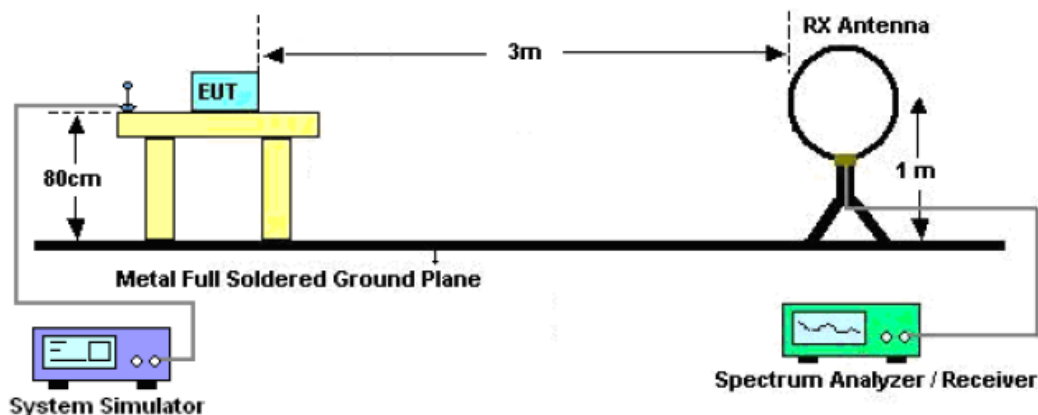 RX Antenna
3m
EUT
80cm
1 m
Metal Full Soldered Ground Plane
System Simulator
Spectrum Analyzer / Receiver